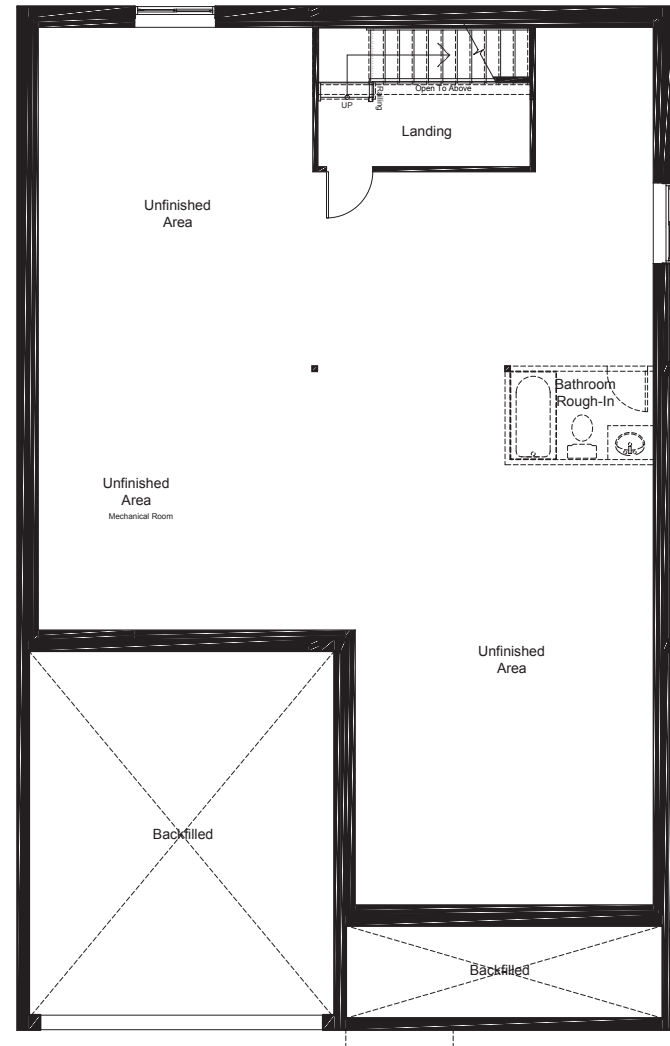 Open To Above
Railing
UP
Landing
Unfinished
Area
Bathroom
Rough-In
Unfinished
Area
Mechanical Room
Unfinished
Area
Backfilled
Backfilled